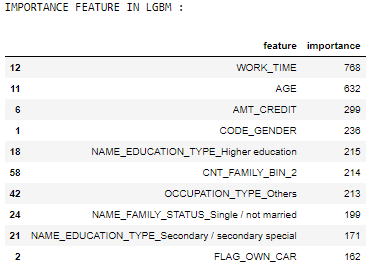 IMPORTANCE FEATURE IN LGBM :
feature importance
12 WORK_TIME 768
11 AGE 632
6 AMT_CREDIT 299
1 CODE_GENDER 236
18 NAME_EDUCATION_TYPE_Higher education 215
58 CNT_FAMILY_BIN_2 214
42 OCCUPATION_TYPE_Others 213
24 NAME_FAMILY_STATUS_Single / not married 199
21 NAME_EDUCATION_TYPE_Secondary / secondary special 171
2 FLAG_OWN_CAR 162